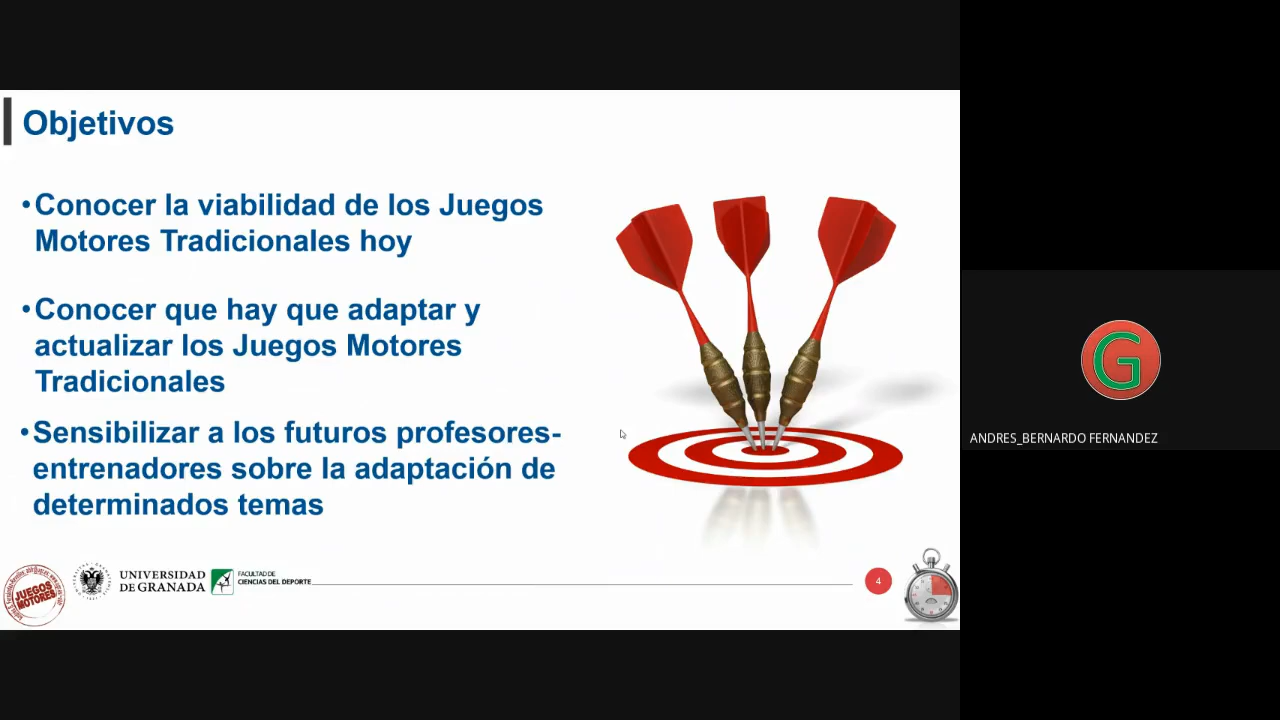 Objetivos
•Conocer la viabilidad de los Juegos
Motores Tradicionales hoy
•Conocer que hay que adaptar y
actualizar los Juegos Motores
Tradicionales
•Sensibilizar a los futuros profesores-
entrenadores sobre la adaptación de
determinados temas
JUEGOS
MOTORES
UNIVERSIDAD
DE GRANADA
FACULTAD DE
CIENCIAS DEL DEPORTE
4
G
ANDRES_BERNARDO FERNANDEZ